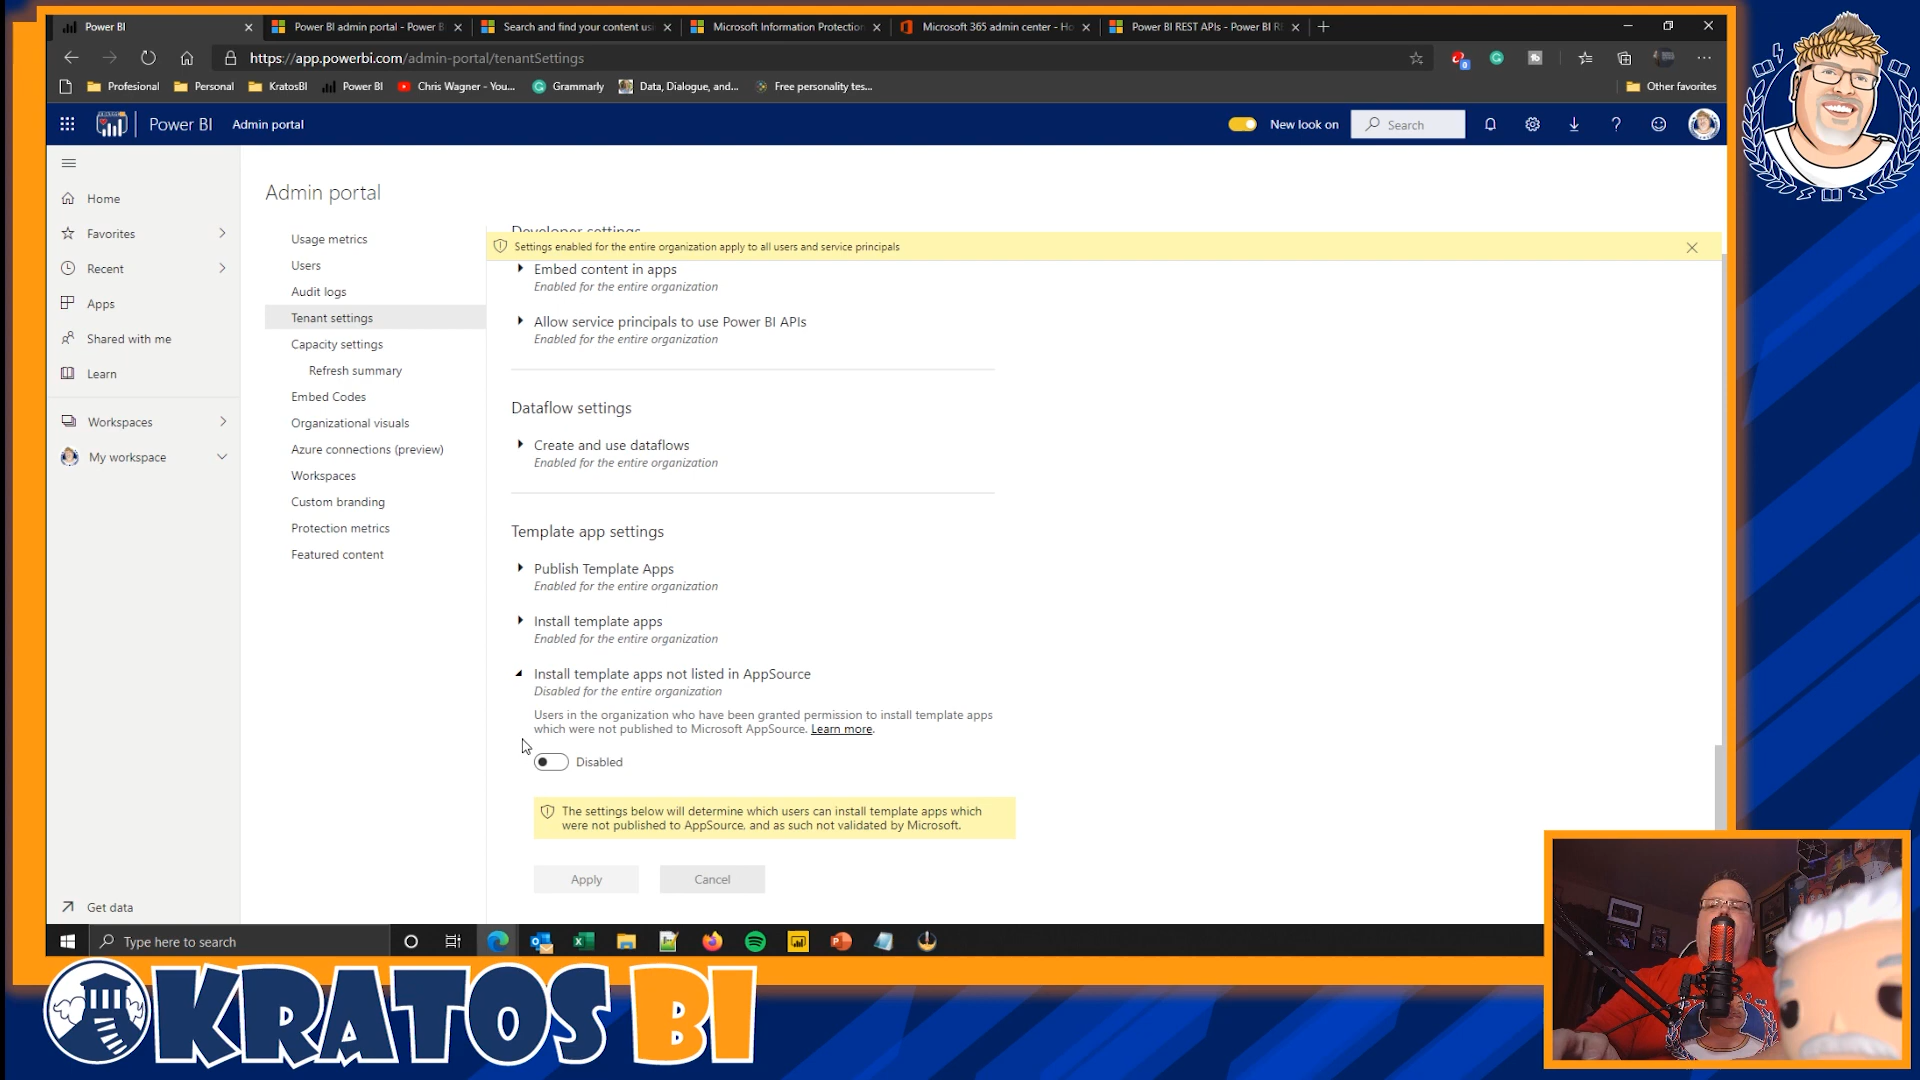 Power BI
Power BI admin portal - Power B
Search and find your content usi
Microsoft Information Protection
Microsoft 365 admin center - Ho
Power BI REST APIs - Power BI RE
https://app.powerbi.com/admin-portal/tenantSettings
Profesional
Personal
KratosBI
Power BI
Chris Wagner - You...
Grammarly
Data, Dialogue, and...
Free personality tes...
Other favorites
Power BI
Admin portal
New look on
Search
Home
Favorites
Recent
Apps
Shared with me
Learn
Workspaces
My workspace
Get data
Admin portal
Usage metrics
Users
Audit logs
Tenant settings
Capacity settings
Refresh summary
Embed Codes
Organizational visuals
Azure connections (preview)
Workspaces
Custom branding
Protection metrics
Featured content
Developer settings
Settings enabled for the entire organization apply to all users and service principals
Embed content in apps
Enabled for the entire organization
Allow service principals to use Power BI APIs
Enabled for the entire organization
Dataflow settings
Create and use dataflows
Enabled for the entire organization
Template app settings
Publish Template Apps
Enabled for the entire organization
Install template apps
Enabled for the entire organization
Install template apps not listed in AppSource
Disabled for the entire organization
Users in the organization who have been granted permission to install template apps
which were not published to Microsoft AppSource. Learn more.
Disabled
The settings below will determine which users can install template apps which
were not published to AppSource, and as such not validated by Microsoft.
Apply
Cancel
Type here to search
KRATOS BI